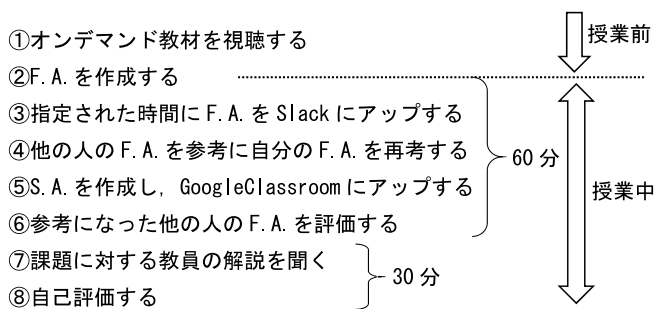 ①オンデマンド教材を視聴する
②F.A.を作成する
③指定された時間にF.A.をSlackにアップする
④他の人のF.A.を参考に自分のF.A.を再考する
⑤S.A.を作成し，GoogleClassroomにアップする
⑥参考になった他の人のF.A.を評価する
⑦課題に対する教員の解説を聞く
⑧自己評価する
60分
30分
授業前
授業中